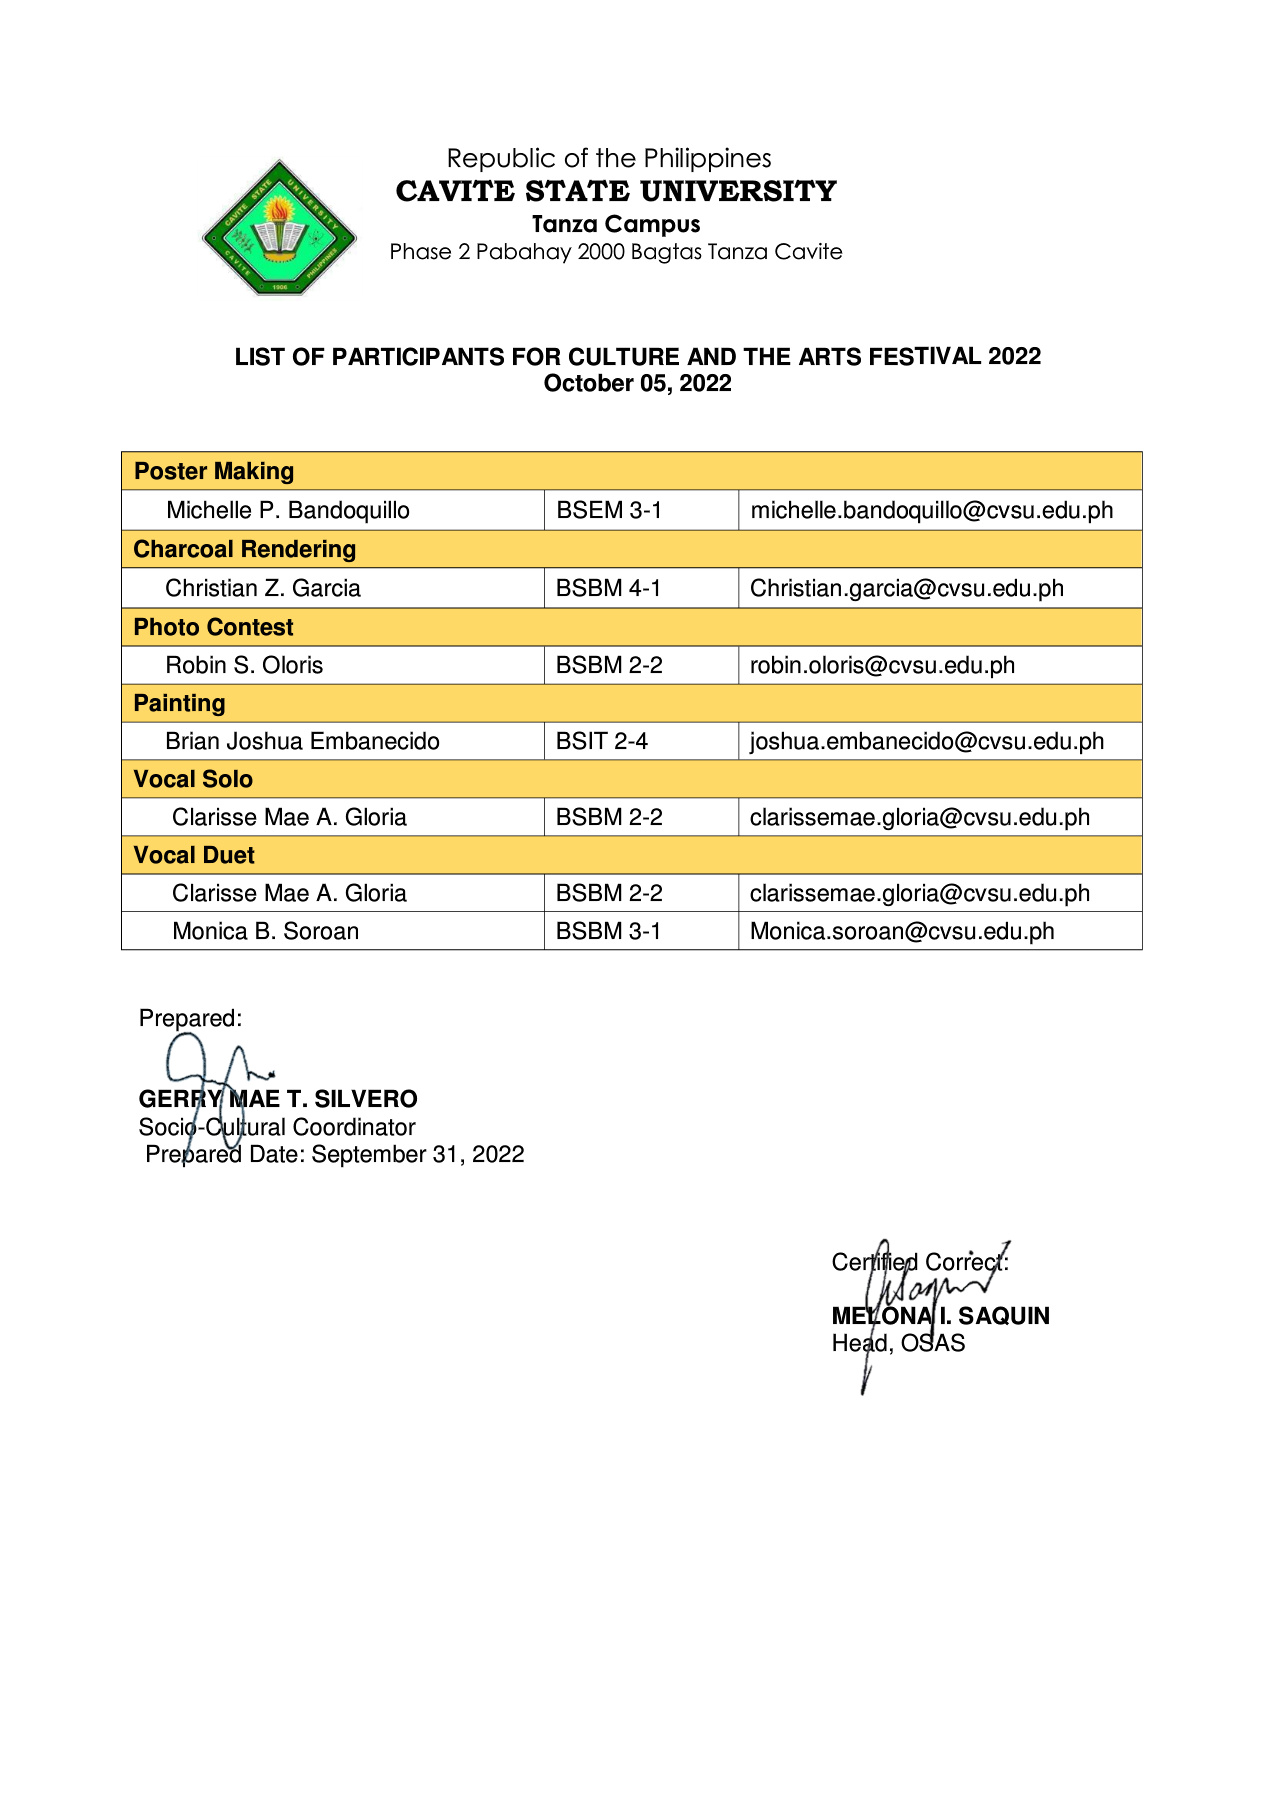 Republic of the Philippines
CAVITE STATE UNIVERSITY
Tanza Campus
Phase 2 Pabahay 2000 Bagtas Tanza Cavite
CAVITE STATE UNIVERSITY
CAVITE PHILIPPINES
1906
LIST OF PARTICIPANTS FOR CULTURE AND THE ARTS FESTIVAL 2022
October 05, 2022
Poster Making
Michelle P. Bandoquillo BSEM 3-1 michelle.bandoquillo@cvsu.edu.ph
Charcoal Rendering
Christian Z. Garcia BSBM 4-1 Christian.garcia@cvsu.edu.ph
Photo Contest
Robin S. Oloris BSBM 2-2 robin.oloris@cvsu.edu.ph
Painting
Brian Joshua Embanecido BSIT 2-4 joshua.embanecido@cvsu.edu.ph
Vocal Solo
Clarisse Mae A. Gloria BSBM 2-2 clarissemae.gloria@cvsu.edu.ph
Vocal Duet
Clarisse Mae A. Gloria BSBM 2-2 clarissemae.gloria@cvsu.edu.ph
Monica B. Soroan BSBM 3-1 Monica.soroan@cvsu.edu.ph
Prepared:
GERRY MAE T. SILVERO
Socio-Cultural Coordinator
Prepared Date: September 31, 2022
Certified Correct:
MELONA I. SAQUIN
Head, OSAS